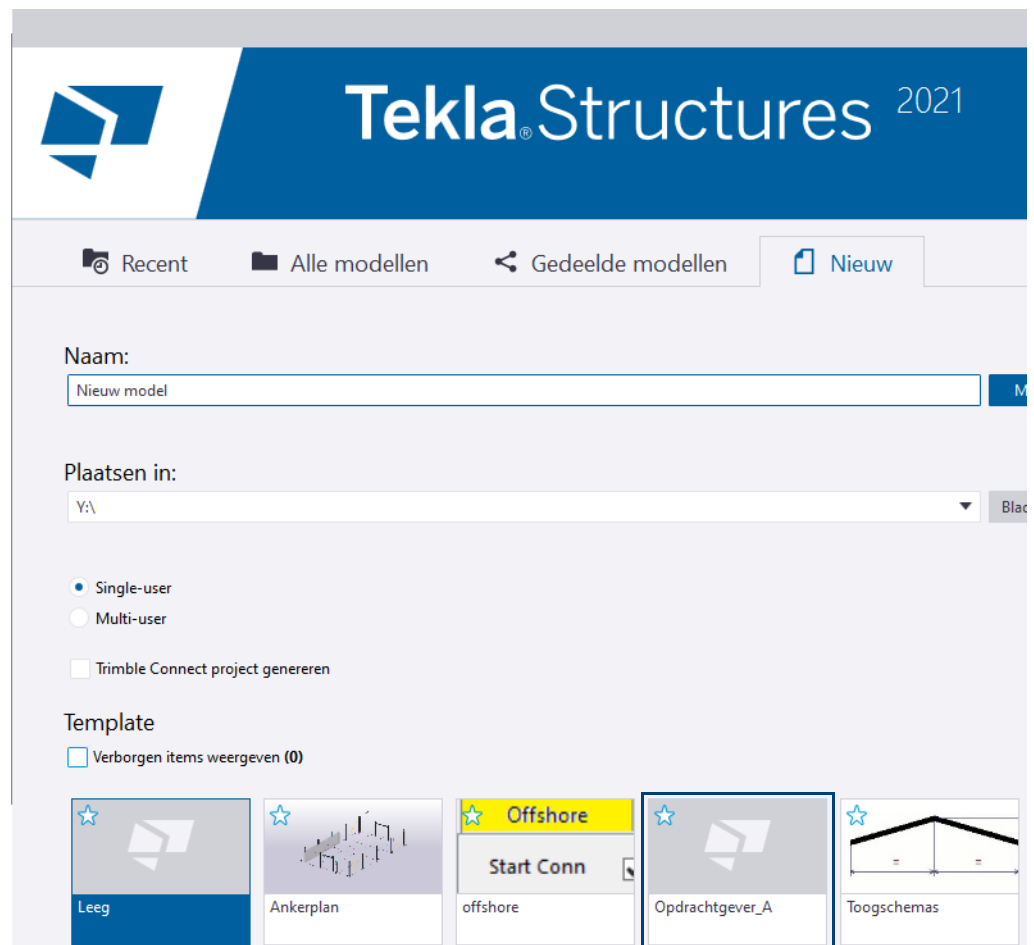 Tekla® Structures 2021
Recent
Alle modellen
Gedeelde modellen
Nieuw
Naam:
Nieuw model
M
Plaatsen in:
Y:\
Blad
Single-user
Multi-user
Trimble Connect project genereren
Template
Verborgen items weergeven (0)
Offshore
Start Conn
=
=
Leeg
Ankerplan
offshore
Opdrachtgever_A
Toogschemas